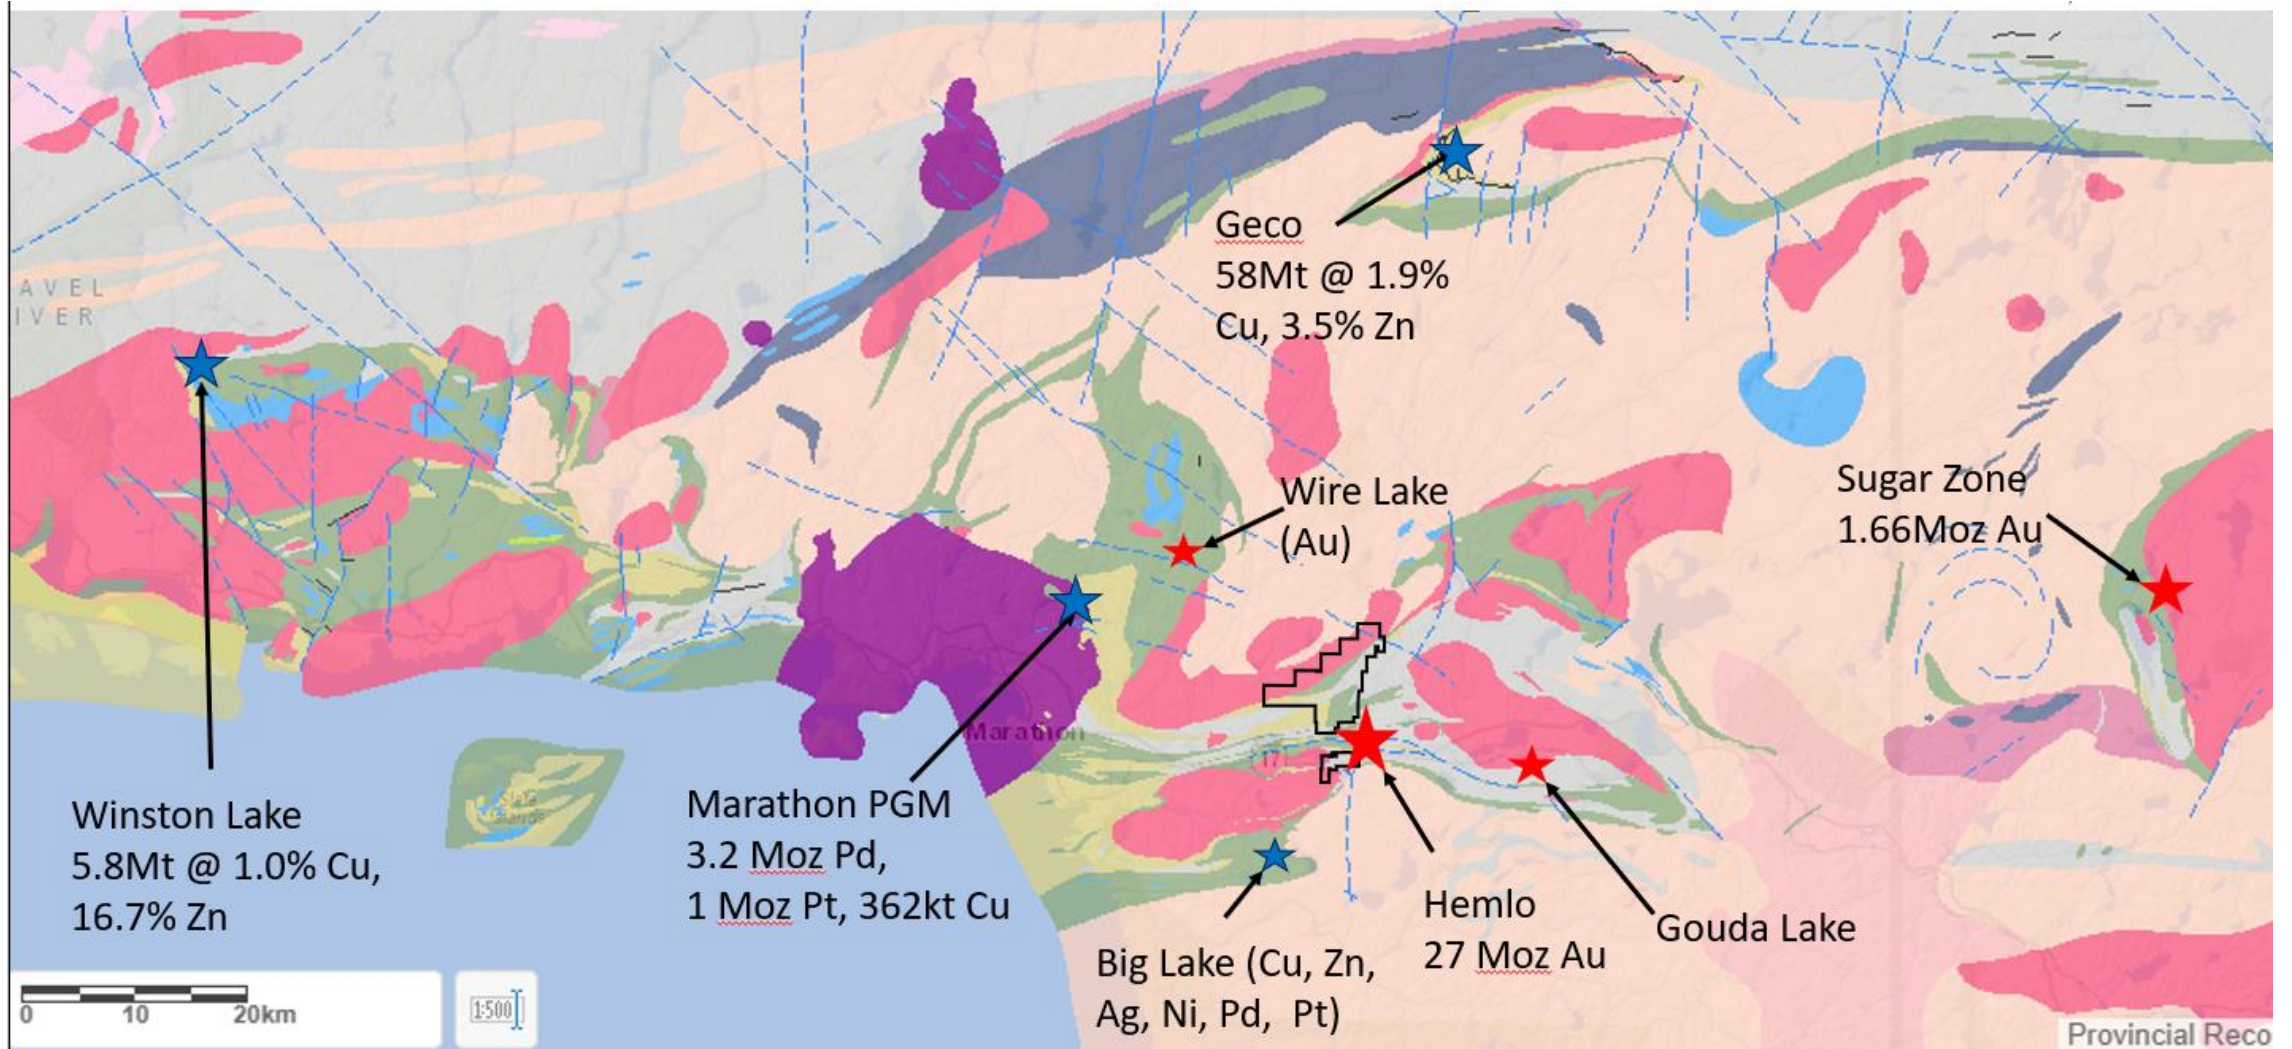 AVEL
IVER
Geco
58Mt @ 1.9%
Cu, 3.5% Zn
Wire Lake
(Au)
Sugar Zone
1.66Moz Au
Marathon
17
Slate
Islands
Winston Lake
5.8Mt @ 1.0% Cu,
16.7% Zn
Marathon PGM
3.2 Moz Pd,
1 Moz Pt, 362kt Cu
Big Lake (Cu, Zn,
Ag, Ni, Pd, Pt)
Hemlo
27 Moz Au
Gouda Lake
0 10 20km
1:500
Provincial Reco